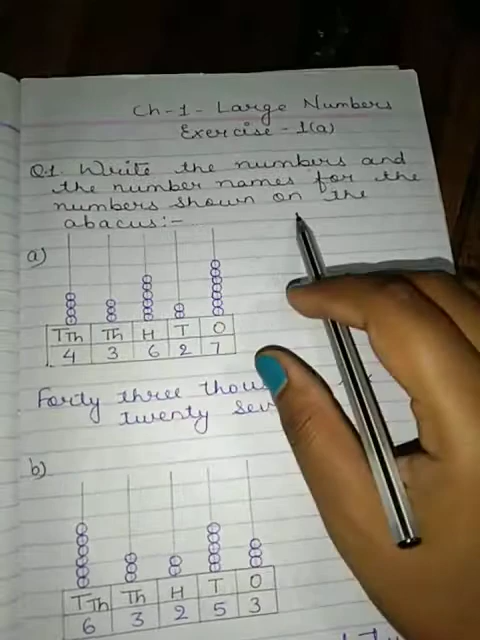 Ch-1- Large Numbers
Exercise - 1(a)
Q1. Write the numbers and
the number names for the
numbers shown on the
abacus:-
a)
TTh Th H T O
4 3 6 2 7
Forty three
twenty
b)
TTh Th H T O
6 3 2 5 3